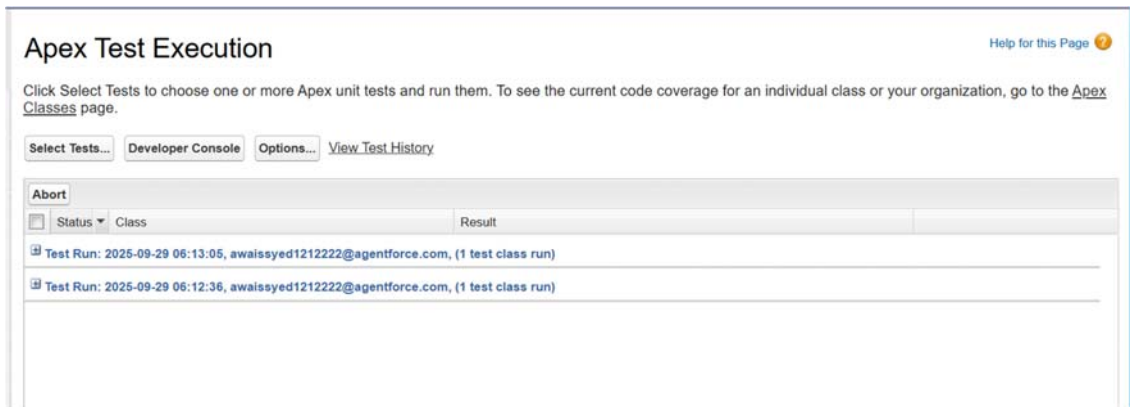 Apex Test Execution
Help for this Page
Click Select Tests to choose one or more Apex unit tests and run them. To see the current code coverage for an individual class or your organization, go to the Apex
Classes page.
Select Tests... Developer Console Options... View Test History
Abort
Status Class Result
Test Run: 2025-09-29 06:13:05, awaissyed1212222@agentforce.com, (1 test class run)
Test Run: 2025-09-29 06:12:36, awaissyed1212222@agentforce.com, (1 test class run)